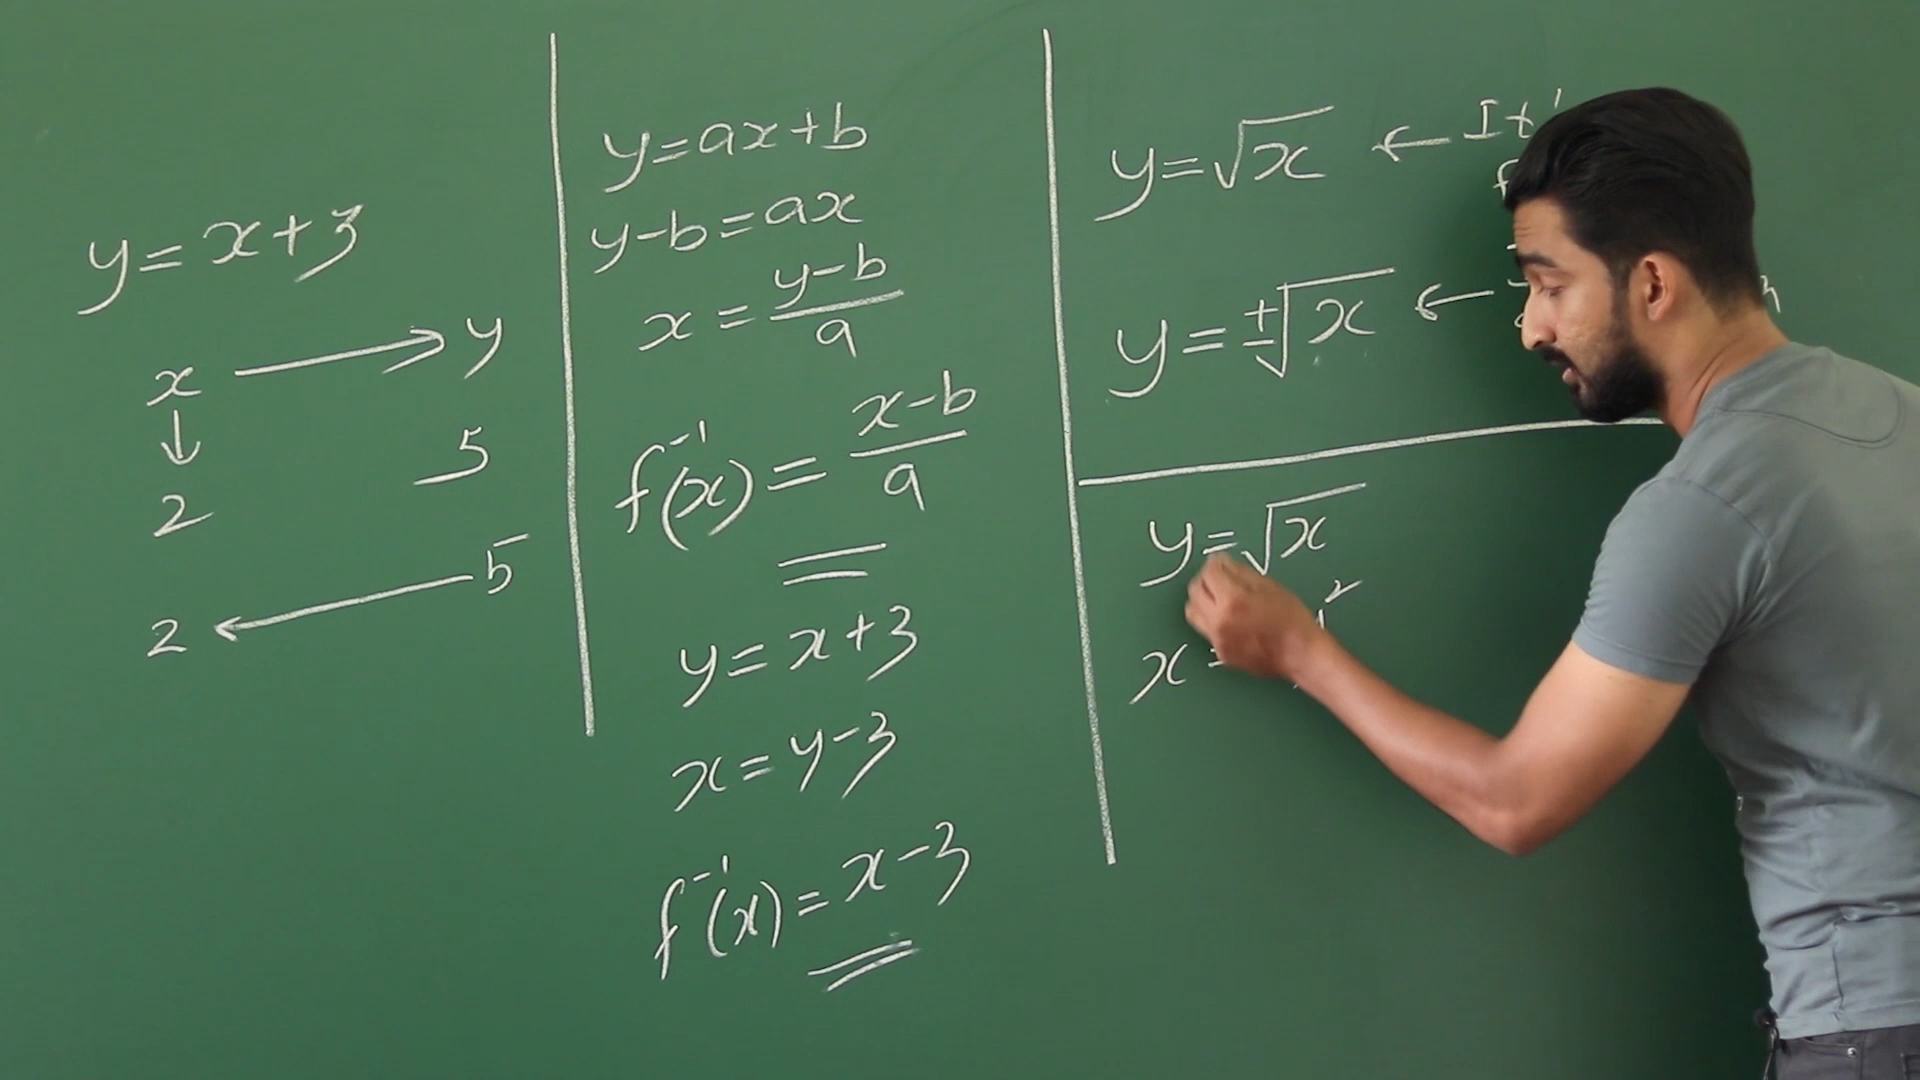 y = x + 3
x → y
↓
2 5
2 ← 5
y = ax + b
y - b = ax
x = (y - b)/a
f⁻¹(x) = (x - b)/a
y = x + 3
x = y - 3
f⁻¹(x) = x - 3
y = √x ←
y = ±√x ←
y = √x
x =